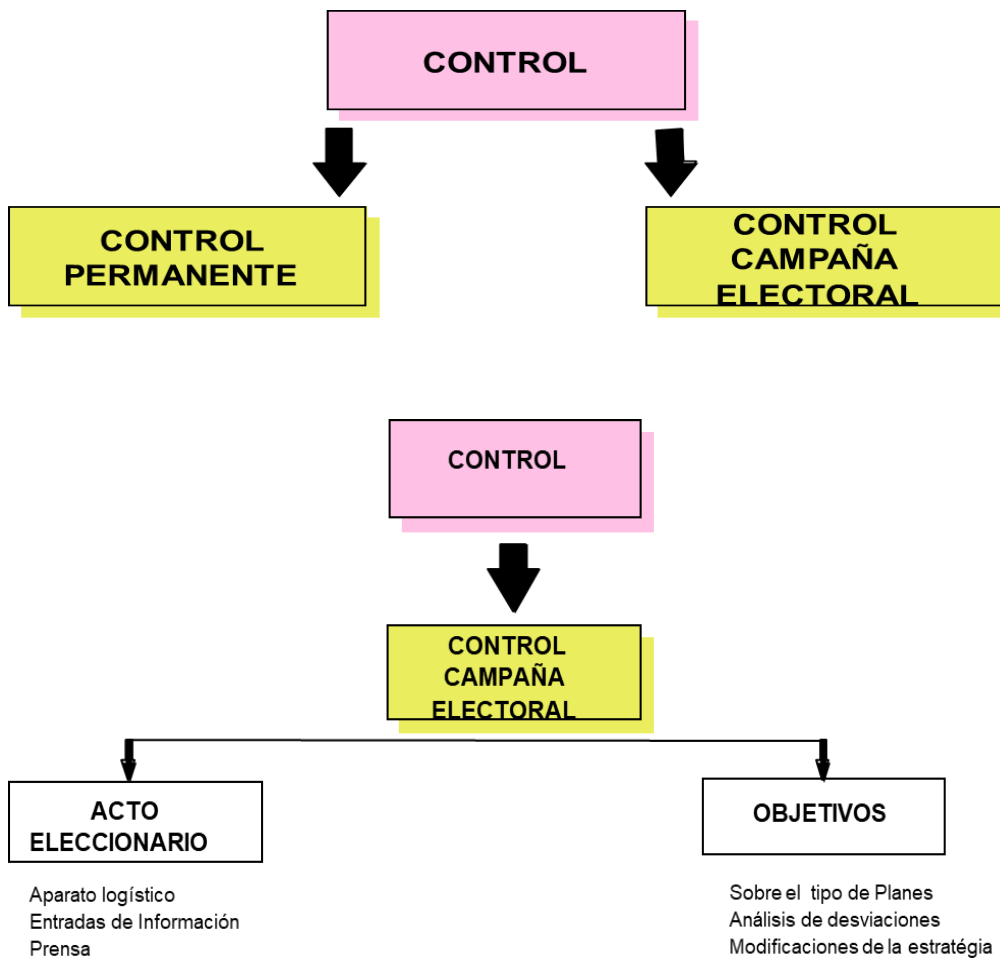 CONTROL
CONTROL
PERMANENTE
CONTROL
CAMPAÑA
ELECTORAL
CONTROL
CONTROL
CAMPAÑA
ELECTORAL
ACTO
ELECCIONARIO
Aparato logístico
Entradas de Información
Prensa
OBJETIVOS
Sobre el tipo de Planes
Análisis de desviaciones
Modificaciones de la estratégia